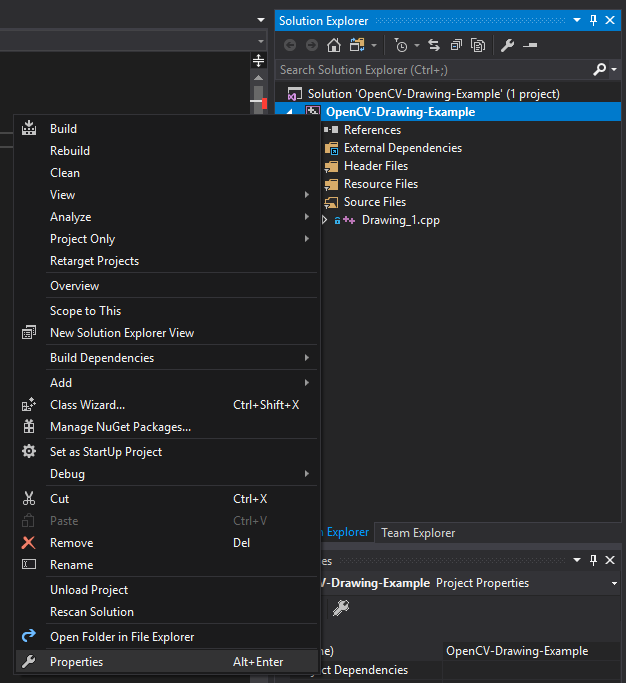 Solution Explorer
Search Solution Explorer (Ctrl+;)
Solution 'OpenCV-Drawing-Example' (1 project)
OpenCV-Drawing-Example
References
External Dependencies
Header Files
Resource Files
Source Files
Drawing_1.cpp
Build
Rebuild
Clean
View
Analyze
Project Only
Retarget Projects
Overview
Scope to This
New Solution Explorer View
Build Dependencies
Add
Class Wizard... Ctrl+Shift+X
Manage NuGet Packages...
Set as StartUp Project
Debug
Cut Ctrl+X
Paste Ctrl+V
Remove Del
Rename
Unload Project
Rescan Solution
Open Folder in File Explorer
Properties Alt+Enter
n Explorer Team Explorer
es
V-Drawing-Example Project Properties
e) OpenCV-Drawing-Example
ject Dependencies